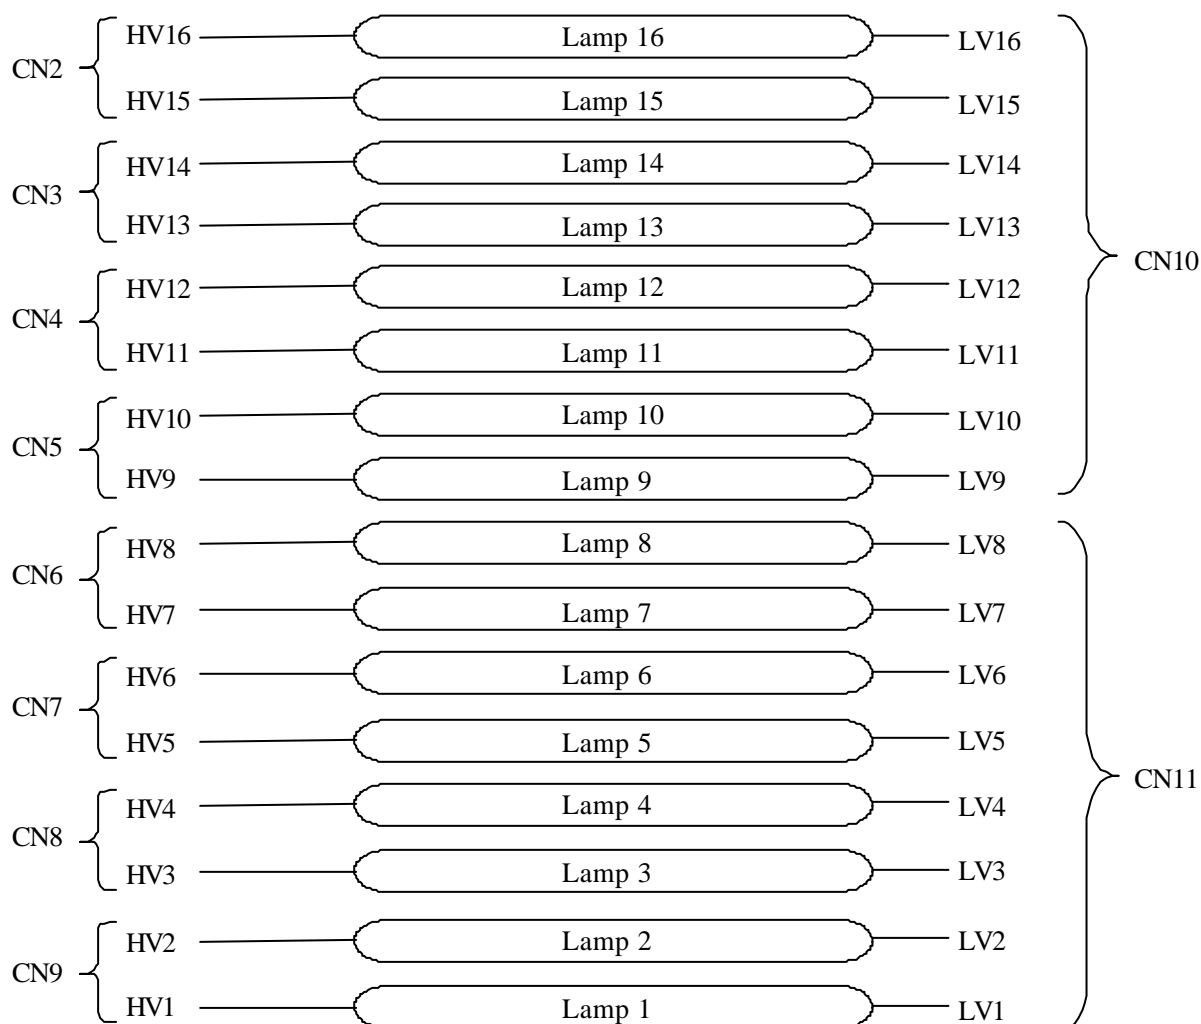 HV16 Lamp 16 LV16
CN2
HV15 Lamp 15 LV15
HV14 Lamp 14 LV14
CN3
HV13 Lamp 13 LV13
CN10
HV12 Lamp 12 LV12
CN4
HV11 Lamp 11 LV11
HV10 Lamp 10 LV10
CN5
HV9 Lamp 9 LV9
HV8 Lamp 8 LV8
CN6
HV7 Lamp 7 LV7
HV6 Lamp 6 LV6
CN7
HV5 Lamp 5 LV5
CN11
HV4 Lamp 4 LV4
CN8
HV3 Lamp 3 LV3
HV2 Lamp 2 LV2
CN9
HV1 Lamp 1 LV1